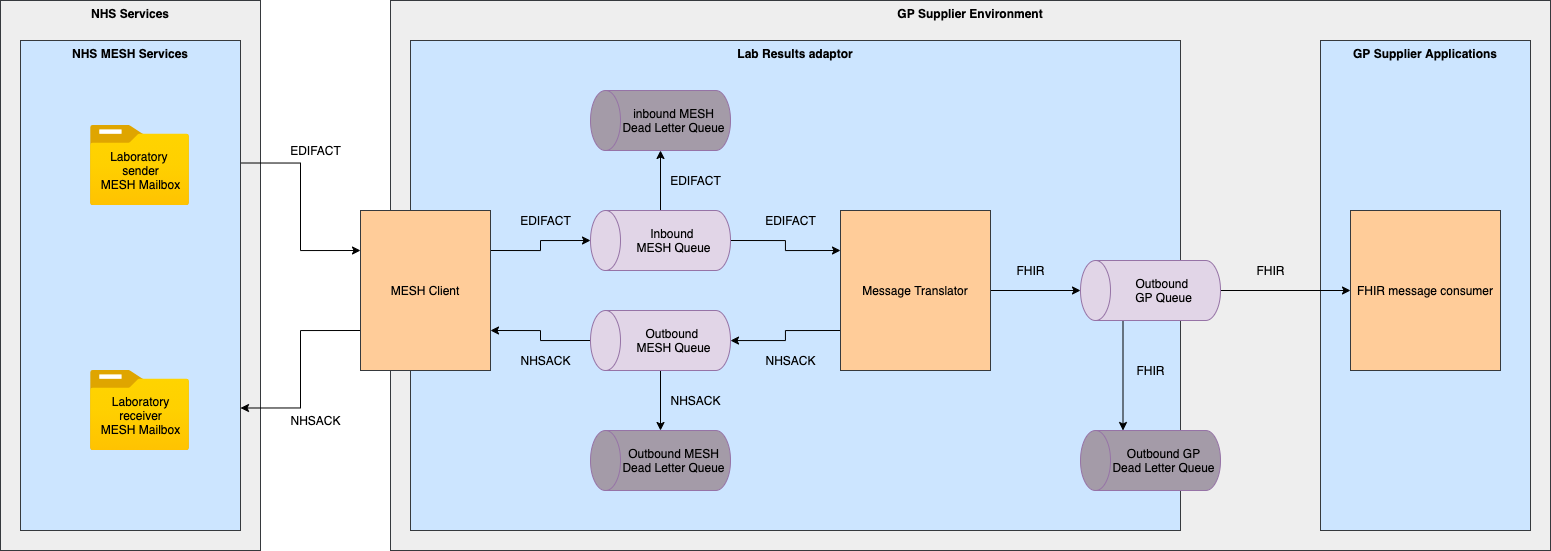 NHS Services
NHS MESH Services
Laboratory
sender
MESH Mailbox
Laboratory
receiver
MESH Mailbox
EDIFACT
NHSACK
GP Supplier Environment
Lab Results adaptor
MESH Client
EDIFACT
inbound MESH
Dead Letter Queue
EDIFACT
Inbound
MESH Queue
EDIFACT
Outbound
MESH Queue
NHSACK
NHSACK
NHSACK
Outbound MESH
Dead Letter Queue
Message Translator
FHIR
Outbound
GP Queue
FHIR
FHIR
Outbound GP
Dead Letter Queue
GP Supplier Applications
FHIR message consumer